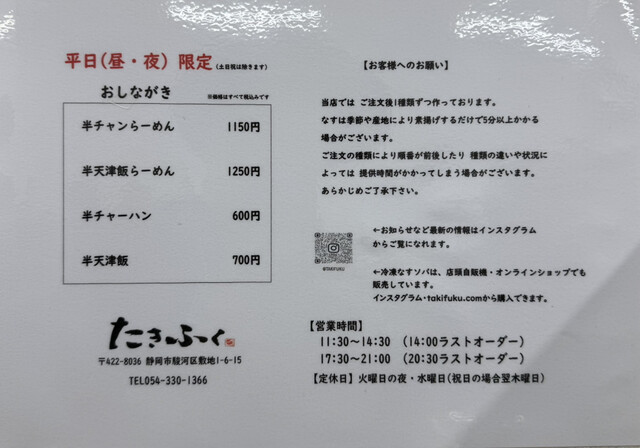 平日(昼・夜) 限定 (土日祝は除きます)
おしながき ※価格はすべて税込みです
半チャンらーめん 1150円
半天津飯らーめん 1250円
半チャーハン 600円
半天津飯 700円
たきふく
〒422-8036 静岡市駿河区敷地1-6-15
TEL054-330-1366
【お客様へのお願い】
当店では ご注文後1種類ずつ作っております。
なすは季節や産地により素揚げするだけで5分以上かかる
場合がございます。
ご注文の種類により順番が前後したり 種類の違いや状況に
よっては 提供時間がかかってしまう場合がございます。
あらかじめご了承下さい。
←お知らせなど最新の情報はインスタグラム
からご覧になれます。
@TAKIFUKU
←冷凍なすソバは、店頭自販機・オンラインショップでも
販売しています。
インスタグラム・takifuku.comから購入できます。
【営業時間】
11:30～14:30 (14:00ラストオーダー)
17:30～21:00 (20:30ラストオーダー)
【定休日】火曜日の夜・水曜日(祝日の場合翌木曜日)